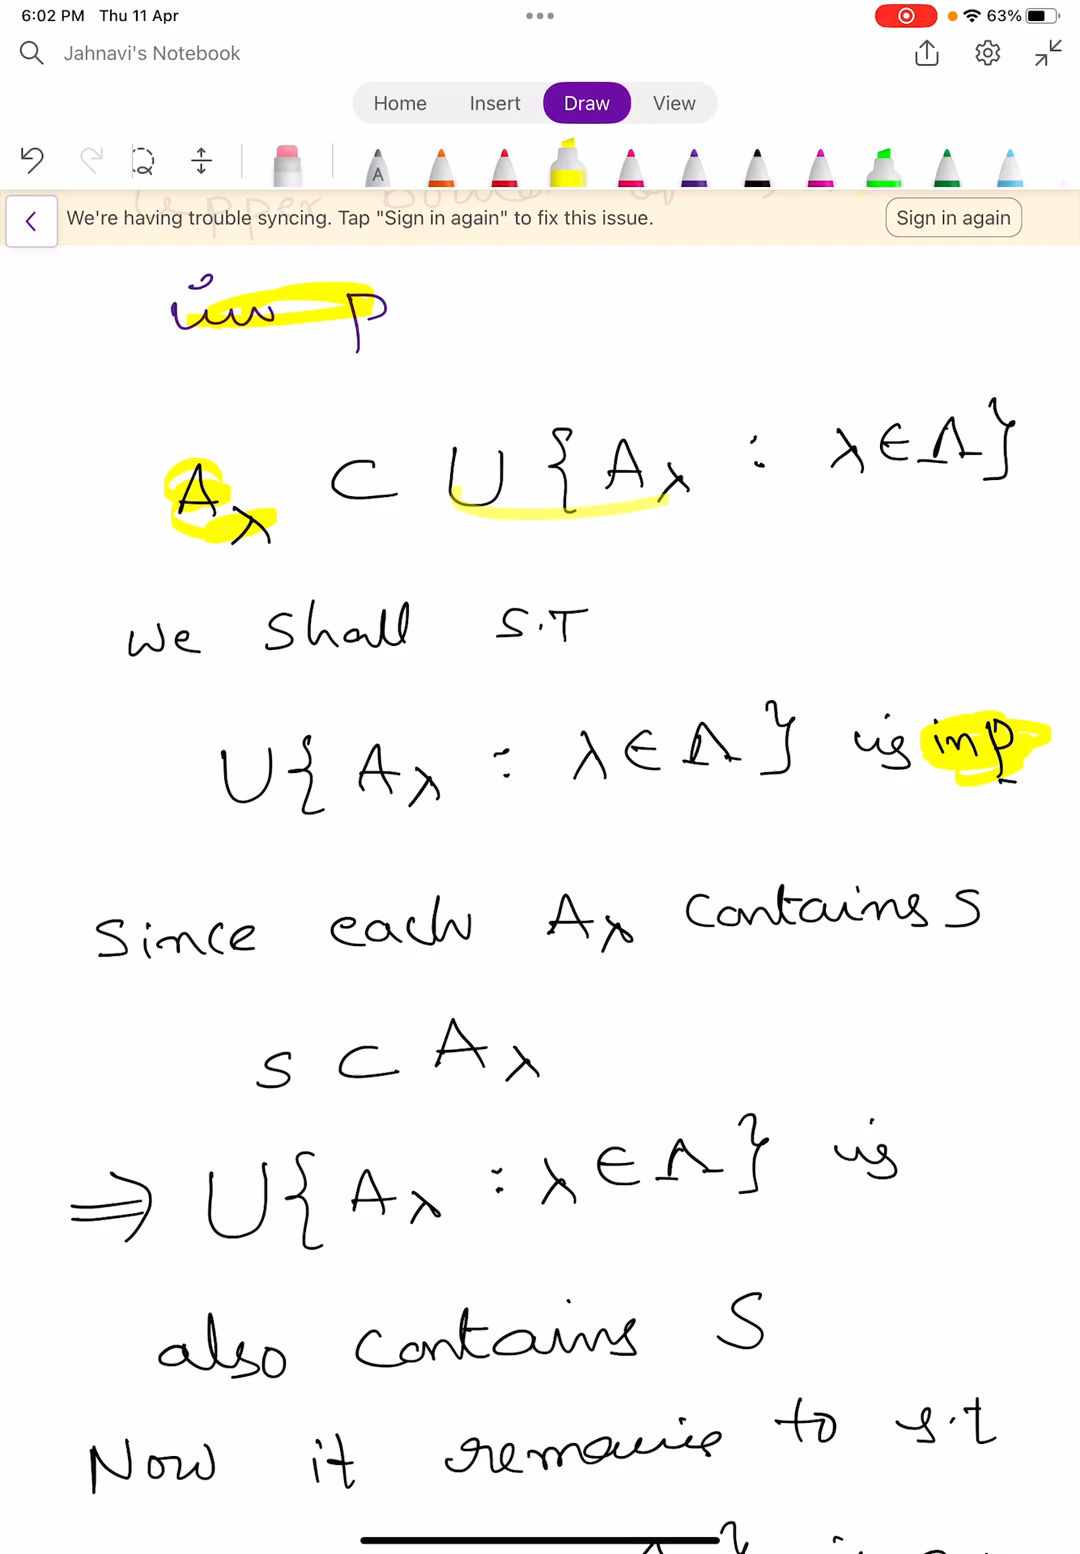 6:02 PM Thu 11 Apr
63%
Jahnavi's Notebook
Home Insert Draw View
A
We're having trouble syncing. Tap "Sign in again" to fix this issue.
Sign in again
in P
Aλ ⊂ ∪ { Aλ : λ ∈ Λ }
we shall S.T
∪{ Aλ : λ ∈ Λ } is in P
Since each Aλ contains S
S ⊂ Aλ
⇒ ∪{ Aλ : λ ∈ Λ } is
also contains S
Now it remains to s.t